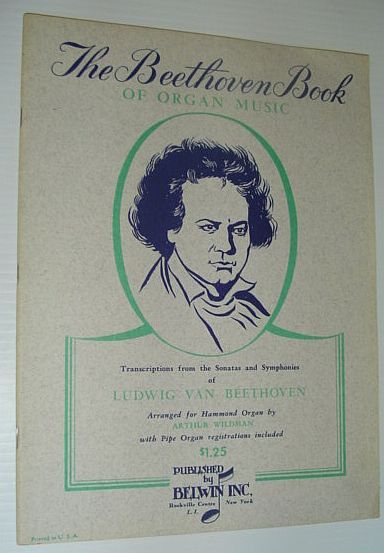 The Beethoven Book
OF ORGAN MUSIC
Transcriptions from the Sonatas and Symphonies
of
LUDWIG VAN BEETHOVEN
Arranged for Hammond Organ by
ARTHUR WILDMAN
with Pipe Organ registrations included
$1.25
PUBLISHED
by
BELWIN INC.
Rockville Centre New York
L. I.
Printed in U. S. A.